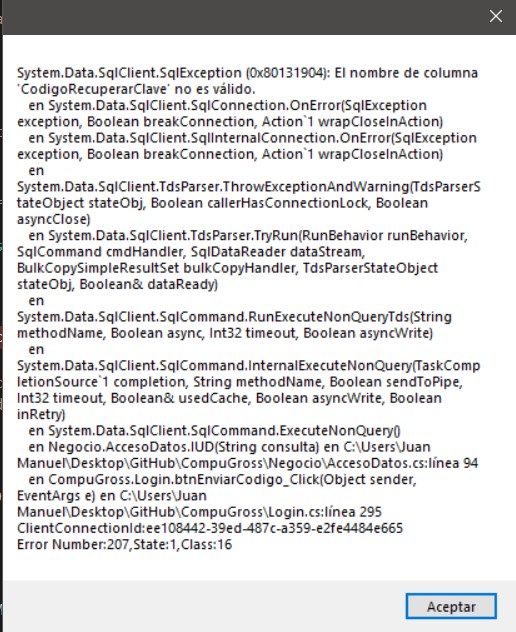 System.Data.SqlClient.SqlException (0x80131904): El nombre de columna
'CodigoRecuperarClave' no es válido.
en System.Data.SqlClient.SqlConnection.OnError(SqlException
exception, Boolean breakConnection, Action`1 wrapCloseInAction)
en System.Data.SqlClient.SqlInternalConnection.OnError(SqlException
exception, Boolean breakConnection, Action`1 wrapCloseInAction)
en
System.Data.SqlClient.TdsParser.ThrowExceptionAndWarning(TdsParserS
tateObject stateObj, Boolean callerHasConnectionLock, Boolean
asyncClose)
en System.Data.SqlClient.TdsParser.TryRun(RunBehavior runBehavior,
SqlCommand cmdHandler, SqlDataReader dataStream,
BulkCopySimpleResultSet bulkCopyHandler, TdsParserStateObject
stateObj, Boolean& dataReady)
en
System.Data.SqlClient.SqlCommand.RunExecuteNonQueryTds(String
methodName, Boolean async, Int32 timeout, Boolean asyncWrite)
en
System.Data.SqlClient.SqlCommand.InternalExecuteNonQuery(TaskComp
letionSource`1 completion, String methodName, Boolean sendToPipe,
Int32 timeout, Boolean& usedCache, Boolean asyncWrite, Boolean
inRetry)
en System.Data.SqlClient.SqlCommand.ExecuteNonQuery()
en Negocio.AccesoDatos.IUD(String consulta) en C:\Users\Juan
Manuel\Desktop\GitHub\CompuGross\Negocio\AccesoDatos.cs:línea 94
en CompuGross.Login.btnEnviarCodigo_Click(Object sender,
EventArgs e) en C:\Users\Juan
Manuel\Desktop\GitHub\CompuGross\Login.cs:línea 295
ClientConnectionId:ee108442-39ed-487c-a359-e2fe4484e665
Error Number:207,State:1,Class:16
Aceptar